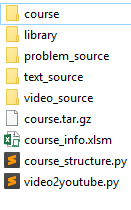 course
library
problem_source
text_source
video_source
course.tar.gz
course_info.xlsm
course_structure.py
video2youtube.py